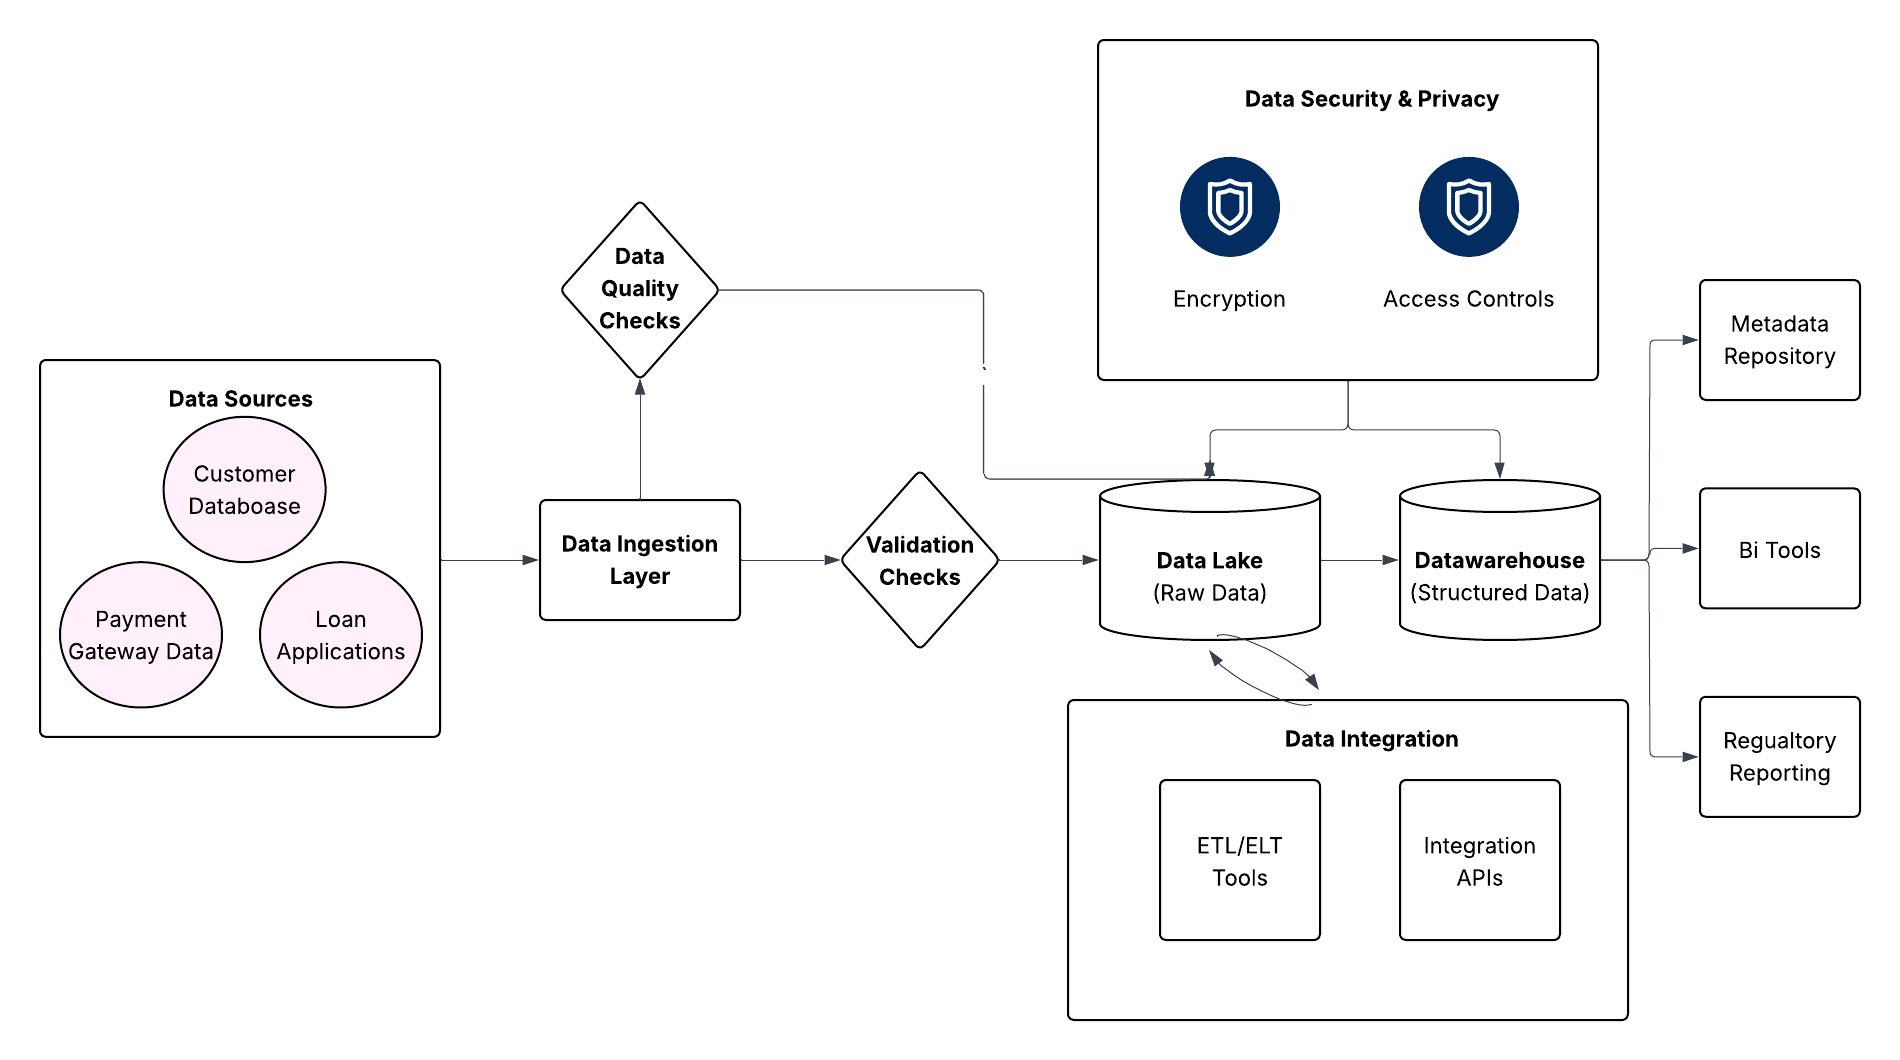 Data Security & Privacy
Encryption
Access Controls
Data
Quality
Checks
Metadata
Repository
Data Sources
Customer
Databoase
Payment
Gateway Data
Loan
Applications
Data Ingestion
Layer
Validation
Checks
Data Lake
(Raw Data)
Datawarehouse
(Structured Data)
Bi Tools
Regualtory
Reporting
Data Integration
ETL/ELT
Tools
Integration
APIs